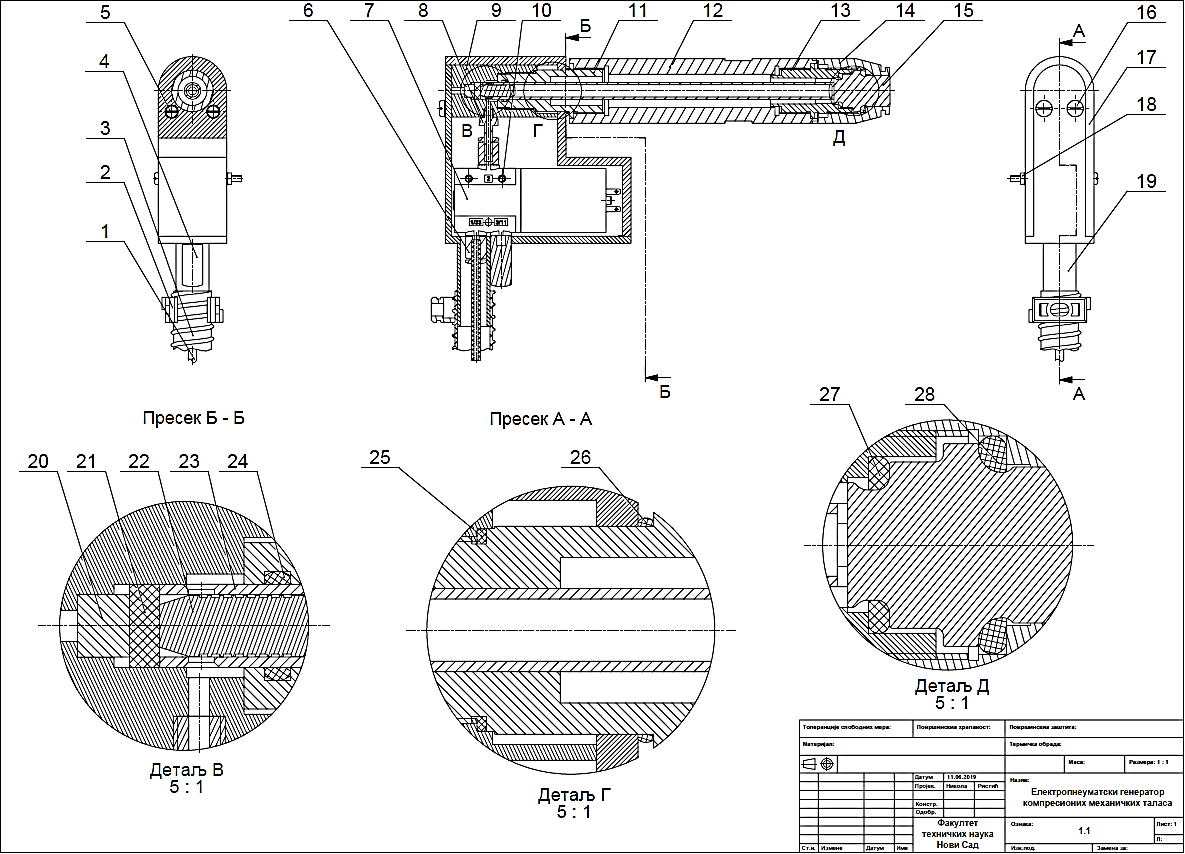 6 7 8 9 10 Б 11 12 13 14 15
5 А 16
4 17
3 18
2 19
1
В Г Д
Б
А
Пресек Б - Б
Пресек А - А
27 28
20 21 22 23 24
25 26
Детаљ В
5 : 1
Детаљ Г
5 : 1
Детаљ Д
5 : 1
Толеранције слободних мера: Површинска храпавост: Површинска заштита:
Материјал: Термичка обрада:
Маса: Размера: 1 : 1
Датум 11.06.2019
Пројек. Никола Ристић
Констр.
Одобр.
Назив:
Електропнеуматски генератор
компресионих механичких таласа
Факултет
техничких наука
Нови Сад
Ознака:
1.1
Лист: 1
Л:
Ст.и. Измене Датум Име
Изв.под. Замена за: